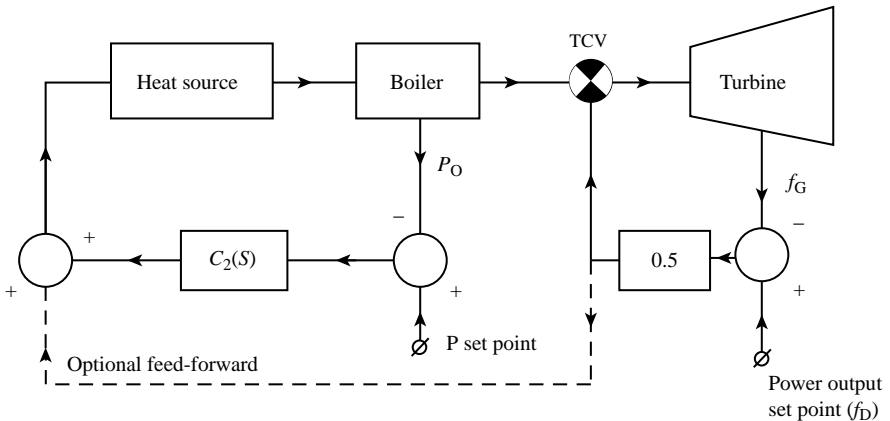 TCV
Heat source
Boiler
Turbine
P_O
f_G
−
−
+
C_2(S)
0.5
+
+
+
P set point
Optional feed-forward
Power output
set point (f_D)